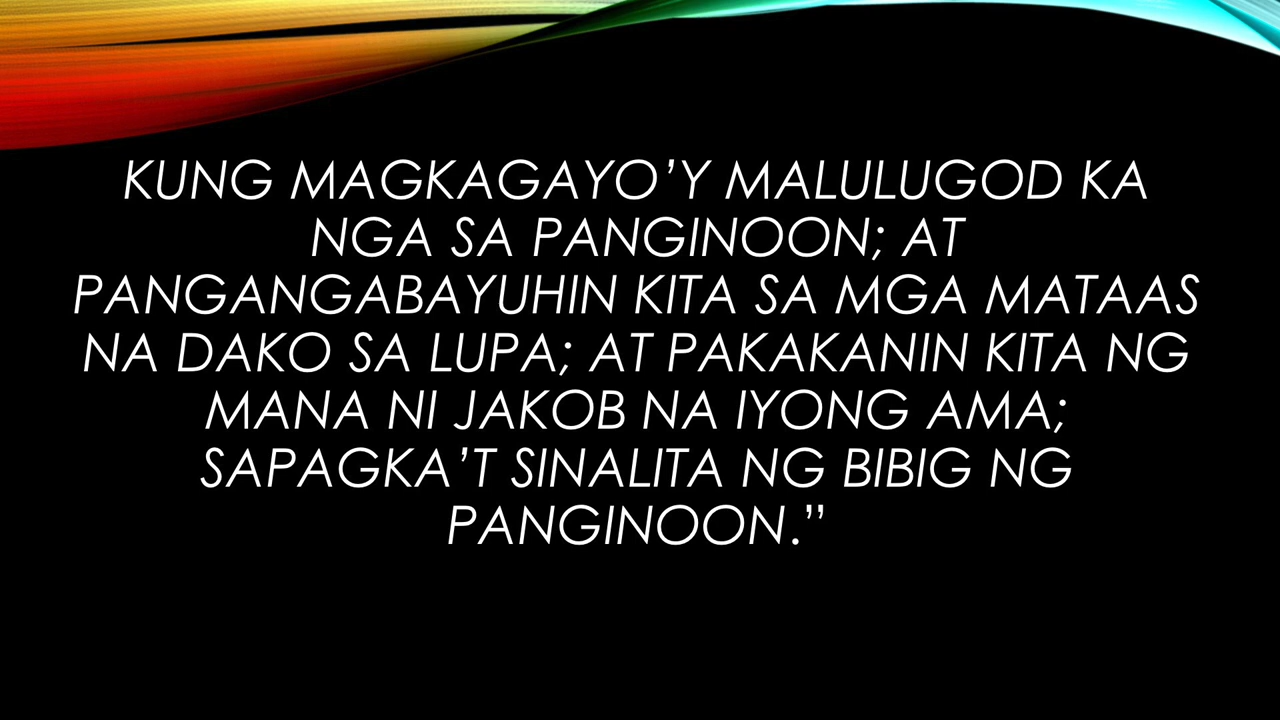 KUNG MAGKAGAYO’Y MALULUGOD KA
NGA SA PANGINOON; AT
PANGANGABAYUHIN KITA SA MGA MATAAS
NA DAKO SA LUPA; AT PAKAKANIN KITA NG
MANA NI JAKOB NA IYONG AMA;
SAPAGKA’T SINALITA NG BIBIG NG
PANGINOON.”